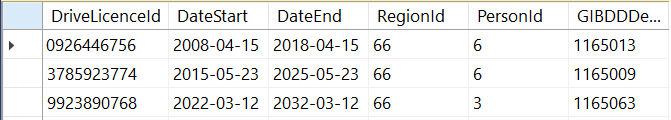 DriveLicenceId DateStart DateEnd RegionId PersonId GIBDDDe...
0926446756 2008-04-15 2018-04-15 66 6 1165013
3785923774 2015-05-23 2025-05-23 66 6 1165009
9923890768 2022-03-12 2032-03-12 66 3 1165063